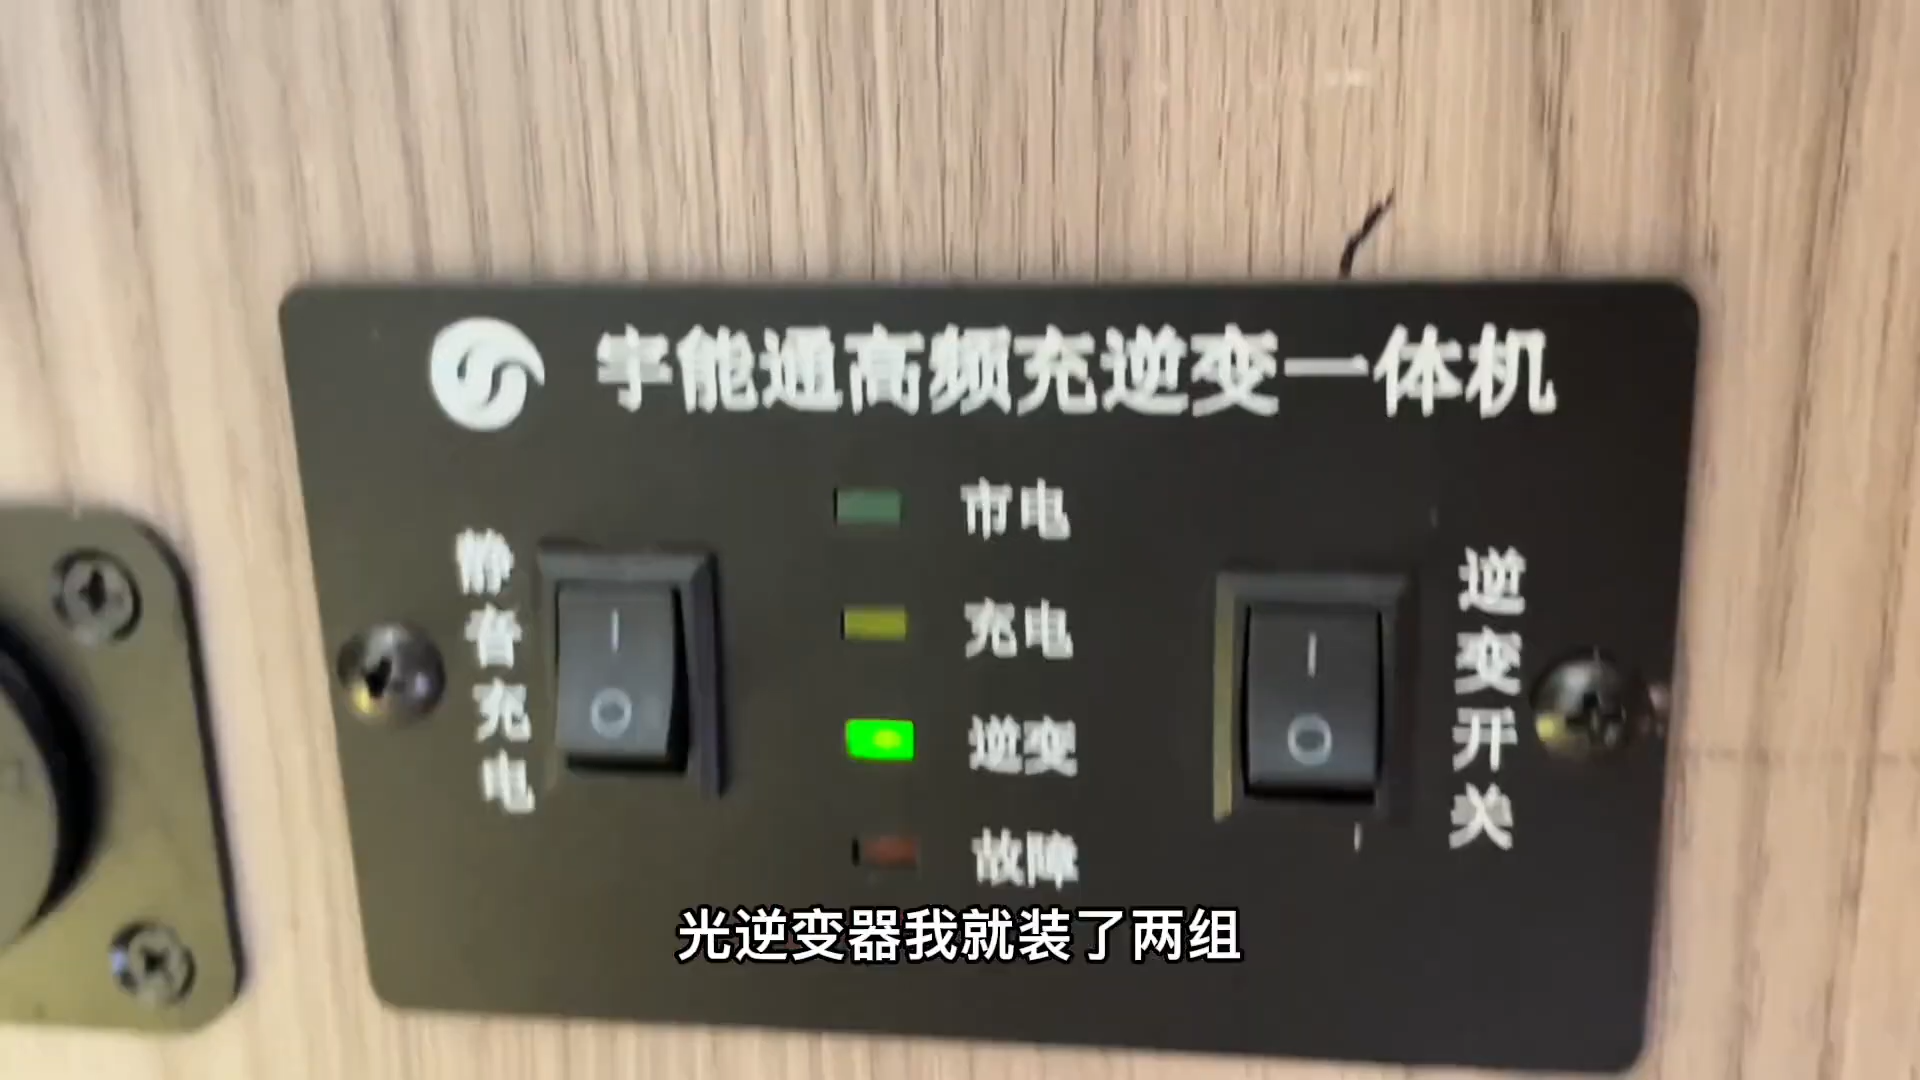 宇能通高频充逆变一体机
市电
静音充电
充电
逆变
逆变开关
故障
光逆变器我就装了两组